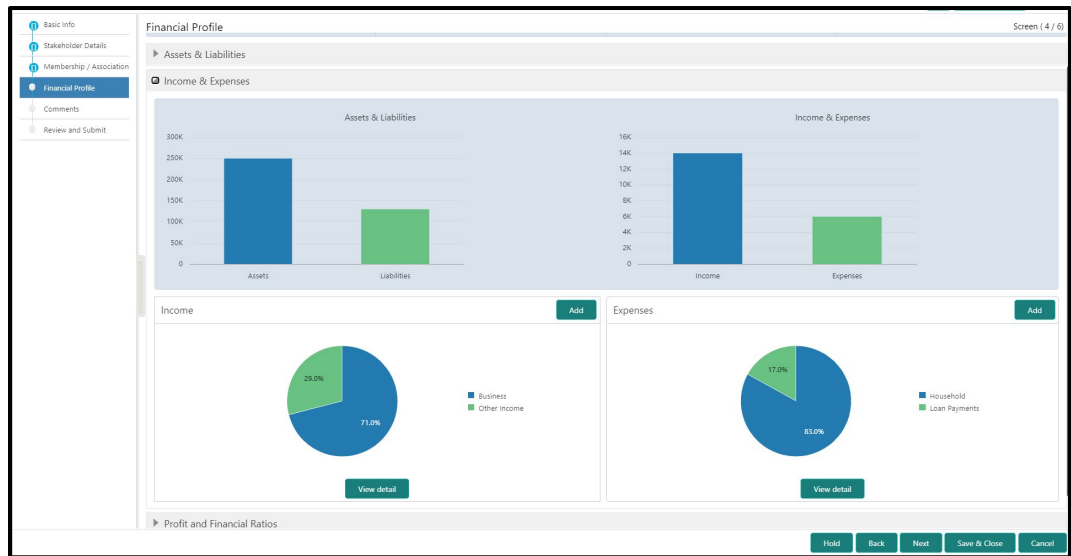 Basic Info
Stakeholder Details
Membership / Association
Financial Profile
Comments
Review and Submit
Financial Profile
Screen ( 4 / 6)
Assets & Liabilities
Income & Expenses
Assets & Liabilities
300K
250K
200K
150K
100K
50K
0
Assets
Liabilities
Income & Expenses
16K
14K
12K
10K
8K
6K
4K
2K
0
Income
Expenses
Income
Add
29.0%
71.0%
Business
Other Income
View detail
Expenses
Add
17.0%
83.0%
Household
Loan Payments
View detail
Profit and Financial Ratios
Hold
Back
Next
Save & Close
Cancel